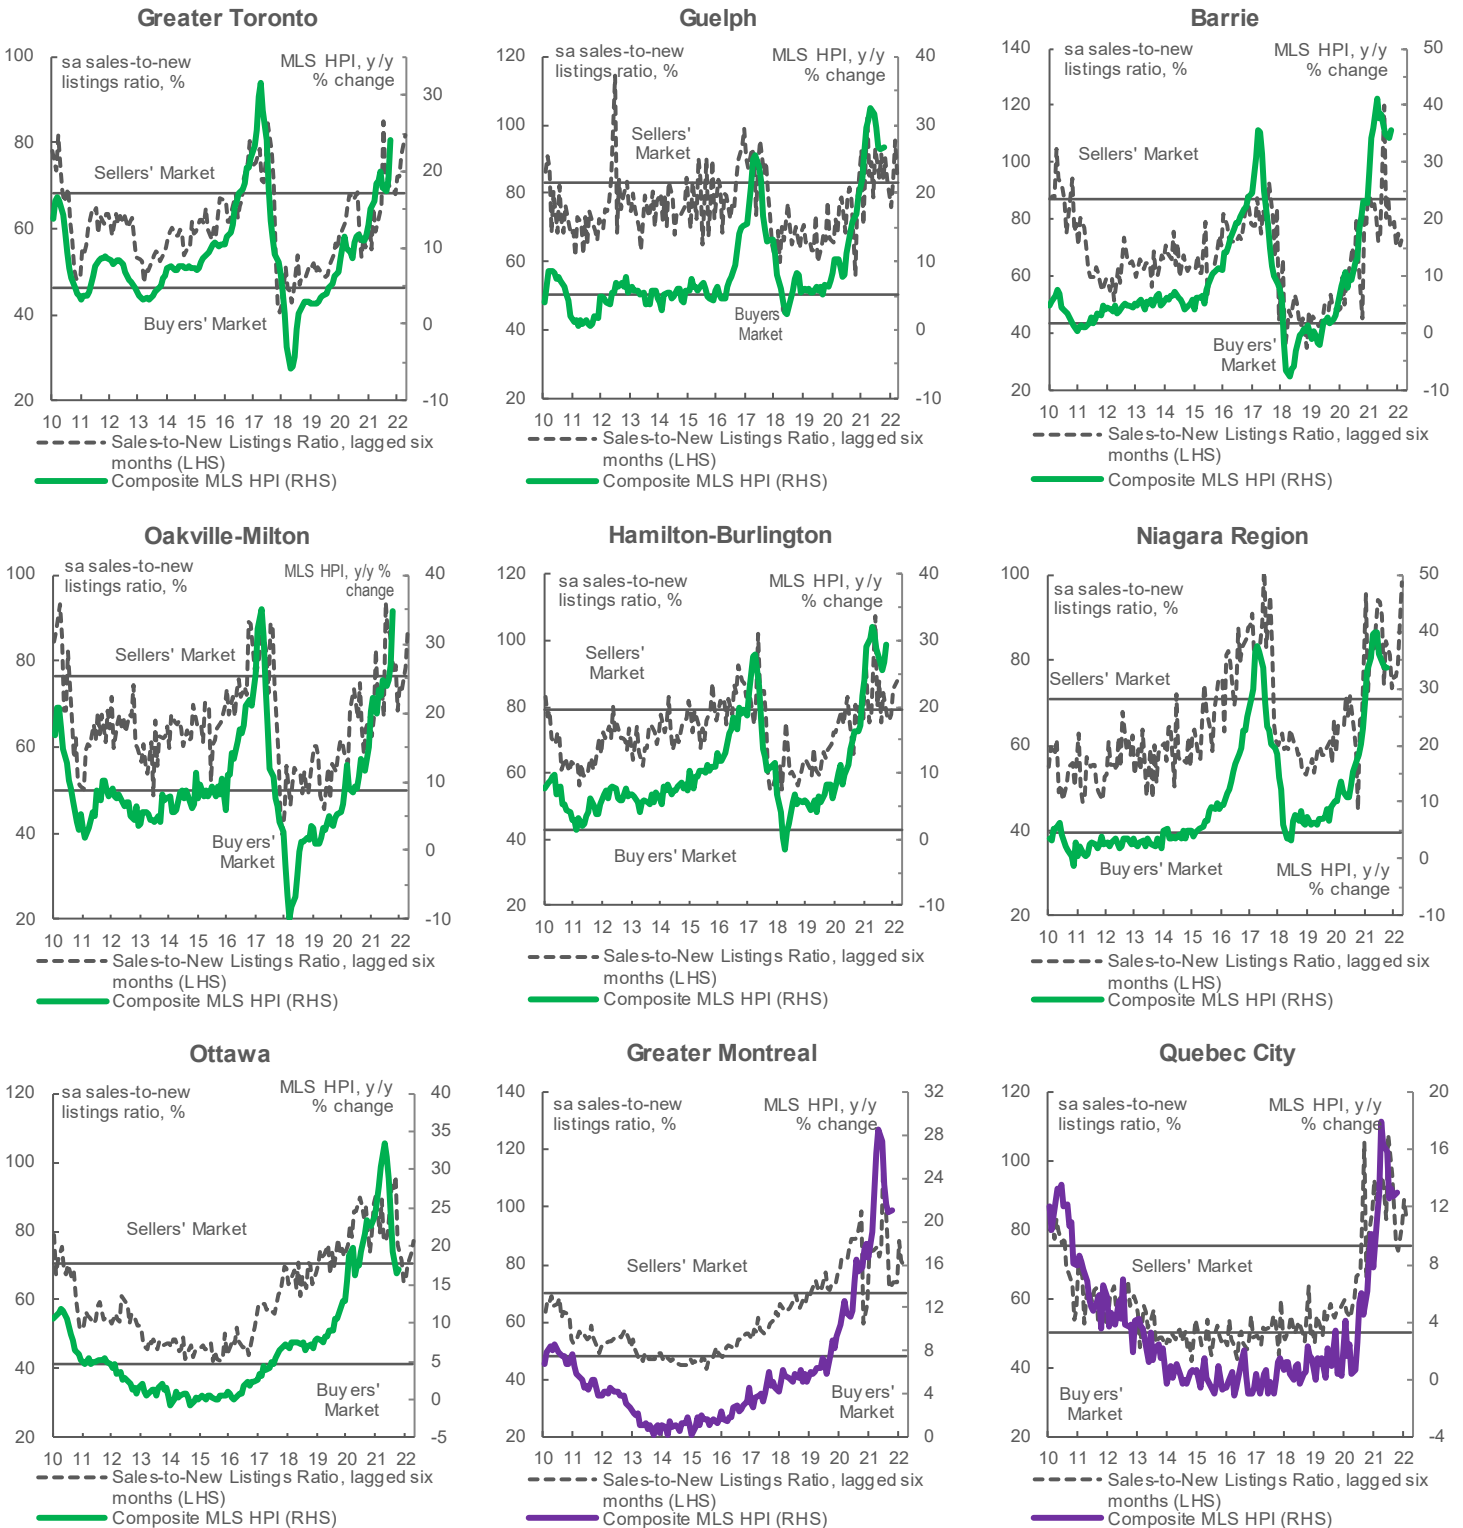 Greater Toronto
sa sales-to-new
listings ratio, %
MLS HPI, y/y
% change
100
80
60
40
20
30
20
10
0
-10
Sellers' Market
Buyers' Market
10 11 12 13 14 15 16 17 18 19 20 21 22
Sales-to-New Listings Ratio, lagged six
months (LHS)
Composite MLS HPI (RHS)
Guelph
sa sales-to-new
listings ratio, %
MLS HPI, y/y
% change
120
100
80
60
40
20
40
30
20
10
0
-10
Sellers'
Market
Buyers
Market
10 11 12 13 14 15 16 17 18 19 20 21 22
Sales-to-New Listings Ratio, lagged six
months (LHS)
Composite MLS HPI (RHS)
Barrie
sa sales-to-new
listings ratio, %
MLS HPI, y/y
% change
140
120
100
80
60
40
20
50
40
30
20
10
0
-10
Sellers' Market
Buyers'
Market
10 11 12 13 14 15 16 17 18 19 20 21 22
Sales-to-New Listings Ratio, lagged six
months (LHS)
Composite MLS HPI (RHS)
Oakville-Milton
sa sales-to-new
listings ratio, %
MLS HPI, y/y %
change
100
80
60
40
20
40
30
20
10
0
-10
Sellers' Market
Buyers'
Market
10 11 12 13 14 15 16 17 18 19 20 21 22
Sales-to-New Listings Ratio, lagged six
months (LHS)
Composite MLS HPI (RHS)
Hamilton-Burlington
sa sales-to-new
listings ratio, %
MLS HPI, y/y
% change
120
100
80
60
40
20
40
30
20
10
0
-10
Sellers'
Market
Buyers' Market
10 11 12 13 14 15 16 17 18 19 20 21 22
Sales-to-New Listings Ratio, lagged six
months (LHS)
Composite MLS HPI (RHS)
Niagara Region
sa sales-to-new
listings ratio, %
100
80
60
40
20
50
40
30
20
10
0
-10
Sellers' Market
Buyers' Market
MLS HPI, y/y
% change
10 11 12 13 14 15 16 17 18 19 20 21 22
Sales-to-New Listings Ratio, lagged six
months (LHS)
Composite MLS HPI (RHS)
Ottawa
sa sales-to-new
listings ratio, %
MLS HPI, y/y
% change
120
100
80
60
40
20
40
35
30
25
20
15
10
5
0
-5
Sellers' Market
Buyers'
Market
10 11 12 13 14 15 16 17 18 19 20 21 22
Sales-to-New Listings Ratio, lagged six
months (LHS)
Composite MLS HPI (RHS)
Greater Montreal
sa sales-to-new
listings ratio, %
MLS HPI, y/y
% change
140
120
100
80
60
40
20
32
28
24
20
16
12
8
4
0
Sellers' Market
Buyers'
Market
10 11 12 13 14 15 16 17 18 19 20 21 22
Sales-to-New Listings Ratio, lagged six
months (LHS)
Composite MLS HPI (RHS)
Quebec City
sa sales-to-new
listings ratio, %
MLS HPI, y/y
% change
120
100
80
60
40
20
20
16
12
8
4
0
-4
Sellers' Market
Buyers'
Market
10 11 12 13 14 15 16 17 18 19 20 21 22
Sales-to-New Listings Ratio, lagged six
months (LHS)
Composite MLS HPI (RHS)